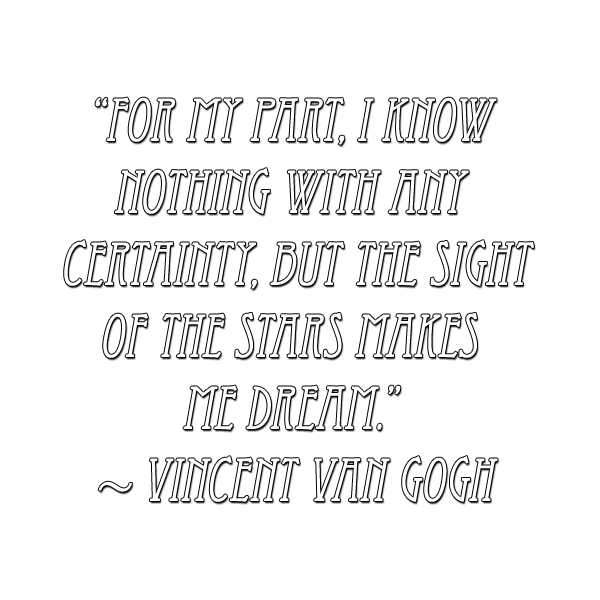 “FOR MY PART, I KNOW
NOTHING WITH ANY
CERTAINTY, BUT THE SIGHT
OF THE STARS MAKES
ME DREAM.”
~ VINCENT VAN GOGH